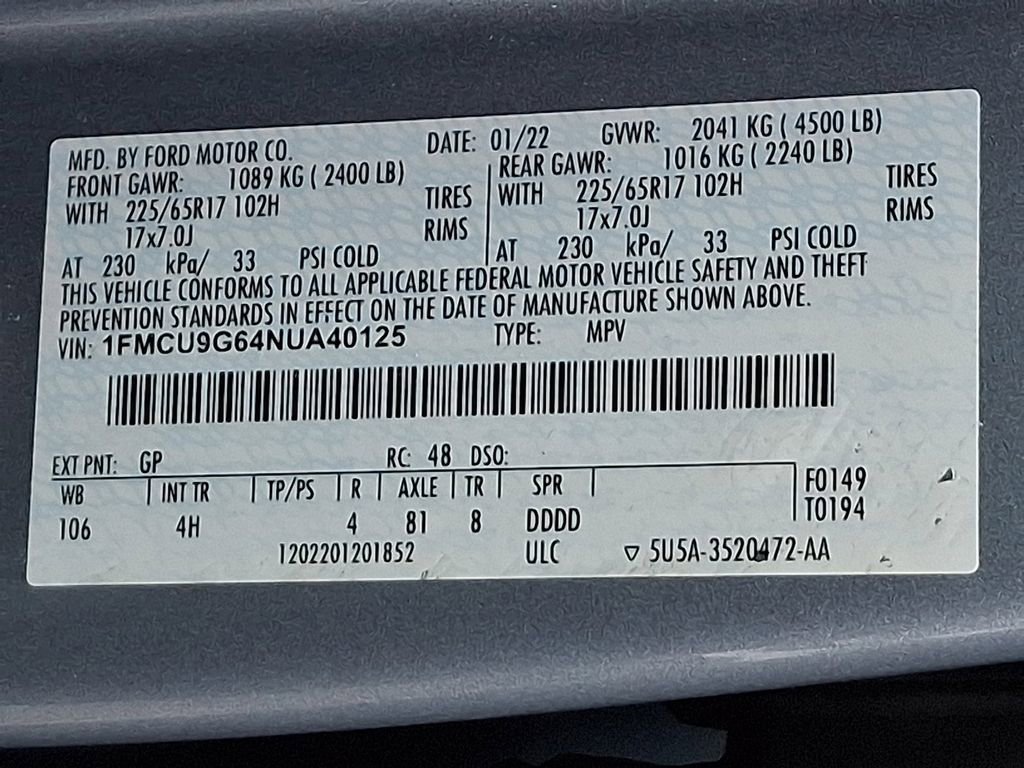 MFD. BY FORD MOTOR CO. DATE: 01/22 GVWR: 2041 KG ( 4500 LB)
FRONT GAWR: 1089 KG ( 2400 LB) REAR GAWR: 1016 KG ( 2240 LB)
WITH 225/65R17 102H TIRES WITH 225/65R17 102H TIRES
17x7.0J RIMS 17x7.0J RIMS
AT 230 kPa/ 33 PSI COLD AT 230 kPa/ 33 PSI COLD
THIS VEHICLE CONFORMS TO ALL APPLICABLE FEDERAL MOTOR VEHICLE SAFETY AND THEFT
PREVENTION STANDARDS IN EFFECT ON THE DATE OF MANUFACTURE SHOWN ABOVE.
VIN: 1FMCU9G64NUA40125 TYPE: MPV
EXT PNT: GP RC: 48 DSO:
WB INT TR TP/PS R AXLE TR SPR F0149
106 4H 4 81 8 DDDD T0194
1202201201852 ULC ▽ 5U5A-3520472-AA